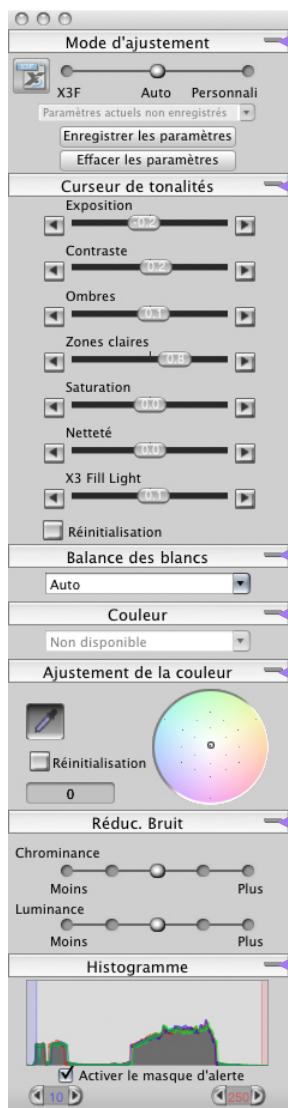 Mode d'ajustement
X3F Auto Personnali
Paramètres actuels non enregistrés
Enregistrer les paramètres
Effacer les paramètres
Curseur de tonalités
Exposition
-0.2
Contraste
0.2
Ombres
0.1
Zones claires
0.8
Saturation
0.0
Netteté
0.0
X3 Fill Light
0.1
Réinitialisation
Balance des blancs
Auto
Couleur
Non disponible
Ajustement de la couleur
Réinitialisation
0
Réduc. Bruit
Chrominance
Moins Plus
Luminance
Moins Plus
Histogramme
Activer le masque d'alerte
10 250